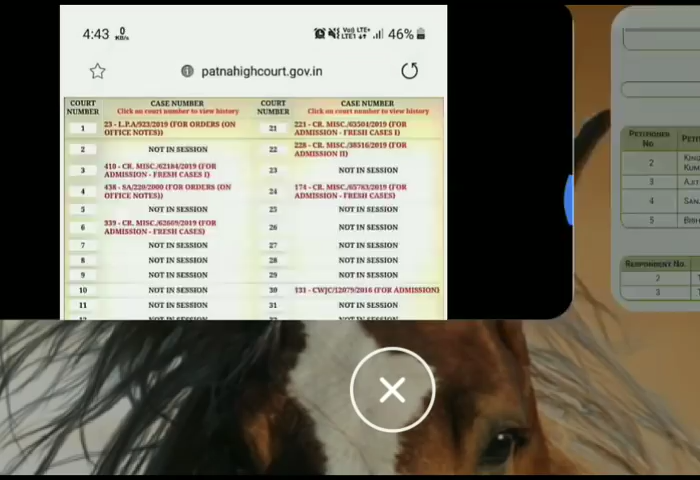 4:43 0 KB/s Vo)) LTE+ LTE1 46%
patnahighcourt.gov.in
COURT NUMBER CASE NUMBER Click on court number to view history COURT NUMBER CASE NUMBER Click on court number to view history
1 23 - L.P.A/923/2019 (FOR ORDERS (ON OFFICE NOTES)) 21 221 - CR. MISC./63504/2019 (FOR ADMISSION - FRESH CASES I)
2 NOT IN SESSION 22 228 - CR. MISC./38516/2019 (FOR ADMISSION II)
3 410 - CR. MISC./62184/2019 (FOR ADMISSION - FRESH CASES I) 23 NOT IN SESSION
4 438 - SA/220/2000 (FOR ORDERS (ON OFFICE NOTES)) 24 174 - CR. MISC./65763/2019 (FOR ADMISSION - FRESH CASES)
5 NOT IN SESSION 25 NOT IN SESSION
6 339 - CR. MISC./62669/2019 (FOR ADMISSION - FRESH CASES) 26 NOT IN SESSION
7 NOT IN SESSION 27 NOT IN SESSION
8 NOT IN SESSION 28 NOT IN SESSION
9 NOT IN SESSION 29 NOT IN SESSION
10 NOT IN SESSION 30 131 - CWJC/12079/2016 (FOR ADMISSION)
11 NOT IN SESSION 31 NOT IN SESSION
PETITIONER No
2
3
4
5 BISH
RESPONDENT NO.
2
3